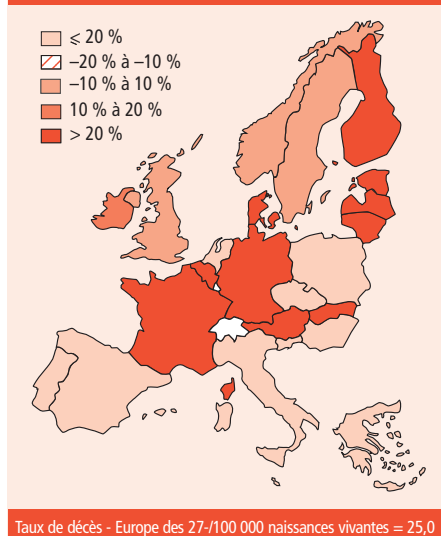 ⩽ 20 %
–20 % à –10 %
–10 % à 10 %
10 % à 20 %
> 20 %
Taux de décès - Europe des 27-/100 000 naissances vivantes = 25,0